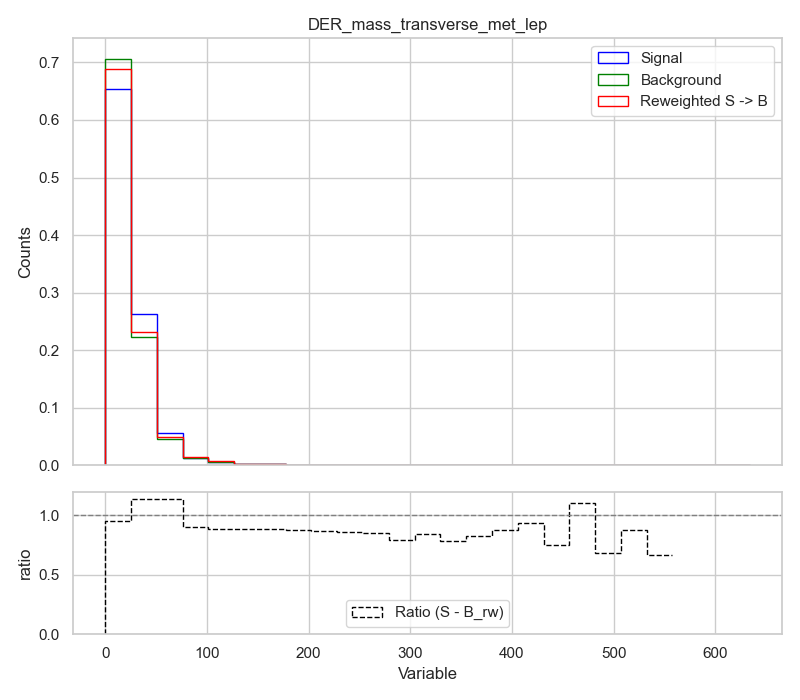 DER_mass_transverse_met_lep
Signal
Background
Reweighted S -> B
Counts
0.7
0.6
0.5
0.4
0.3
0.2
0.1
0.0
ratio
1.0
0.5
0.0
Ratio (S - B_rw)
0 100 200 300 400 500 600
Variable